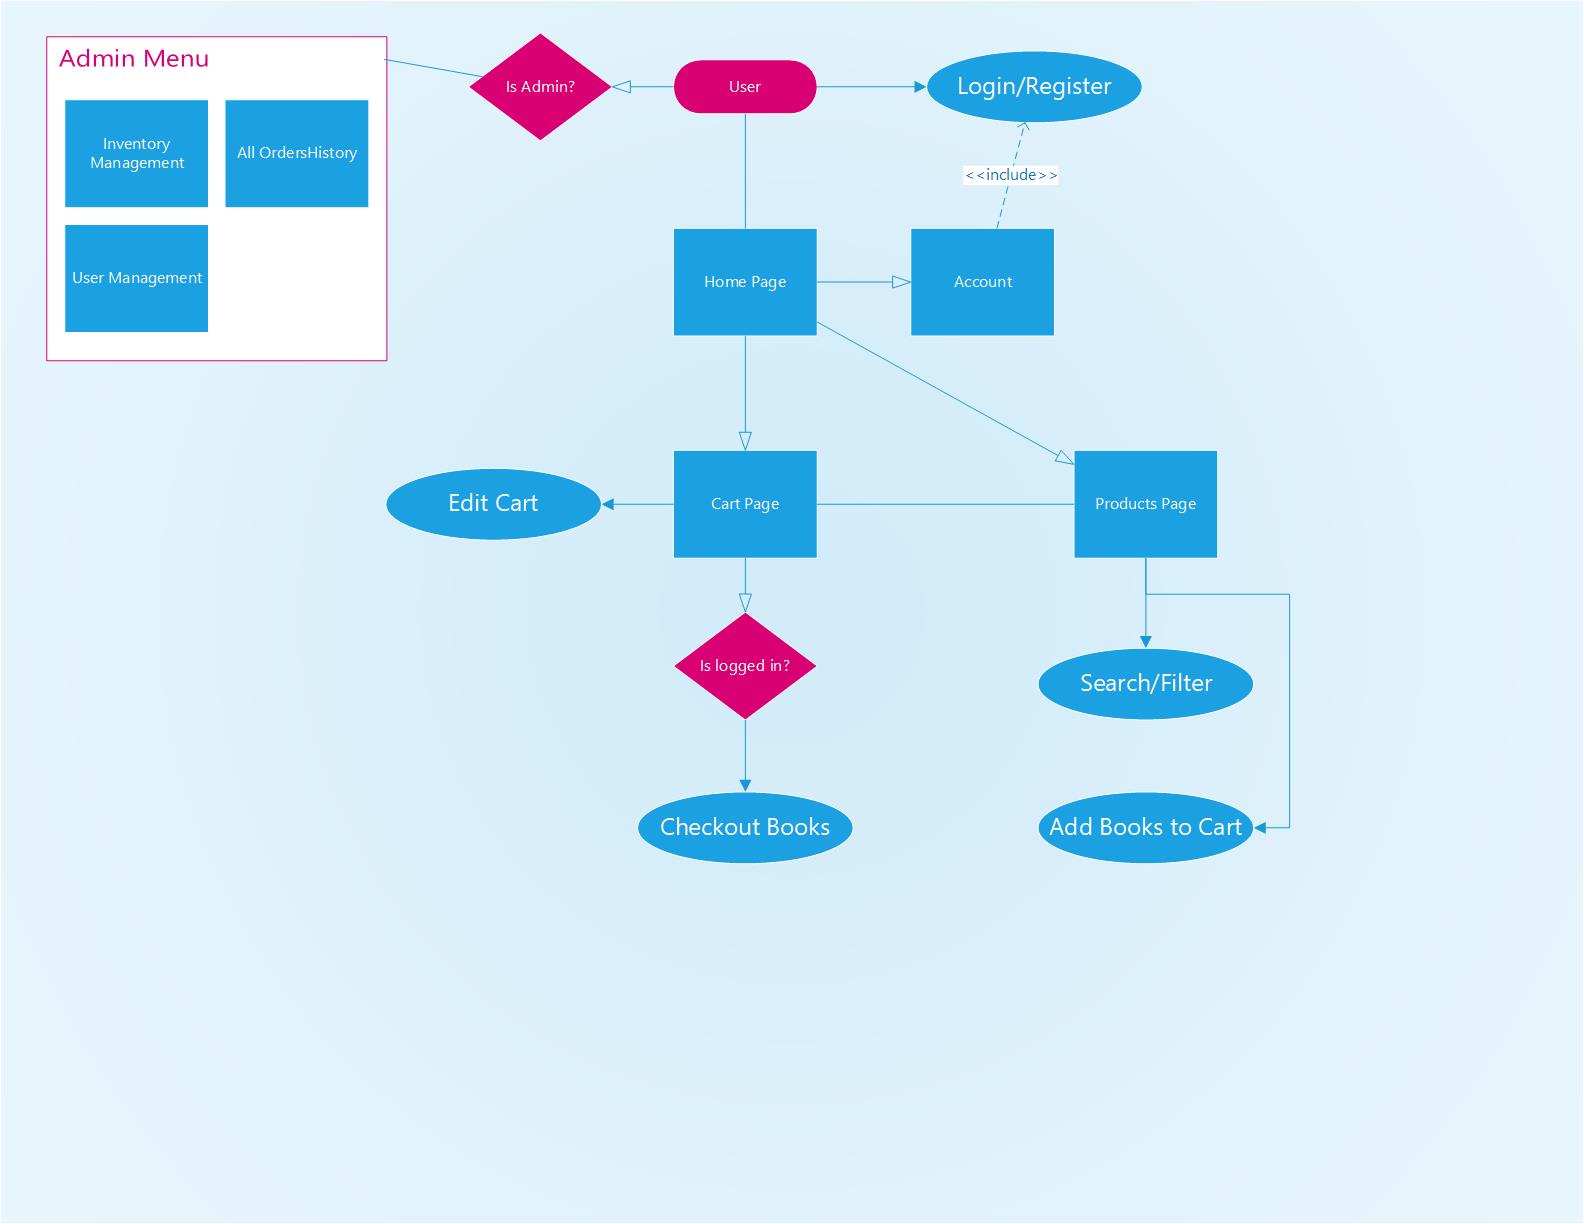 Admin Menu
Is Admin?
User
Login/Register
Inventory
Management
All OrdersHistory
<<include>>
User Management
Home Page
Account
Edit Cart
Cart Page
Products Page
Is logged in?
Search/Filter
Checkout Books
Add Books to Cart